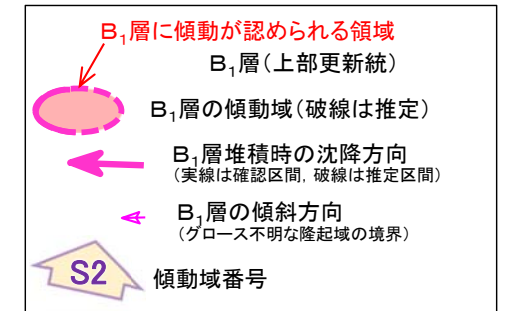 B₁層に傾動が認められる領域
B₁層(上部更新統)
B₁層の傾動域(破線は推定)
B₁層堆積時の沈降方向
(実線は確認区間, 破線は推定区間)
B₁層の傾斜方向
(グロース不明な隆起域の境界)
S2 傾動域番号